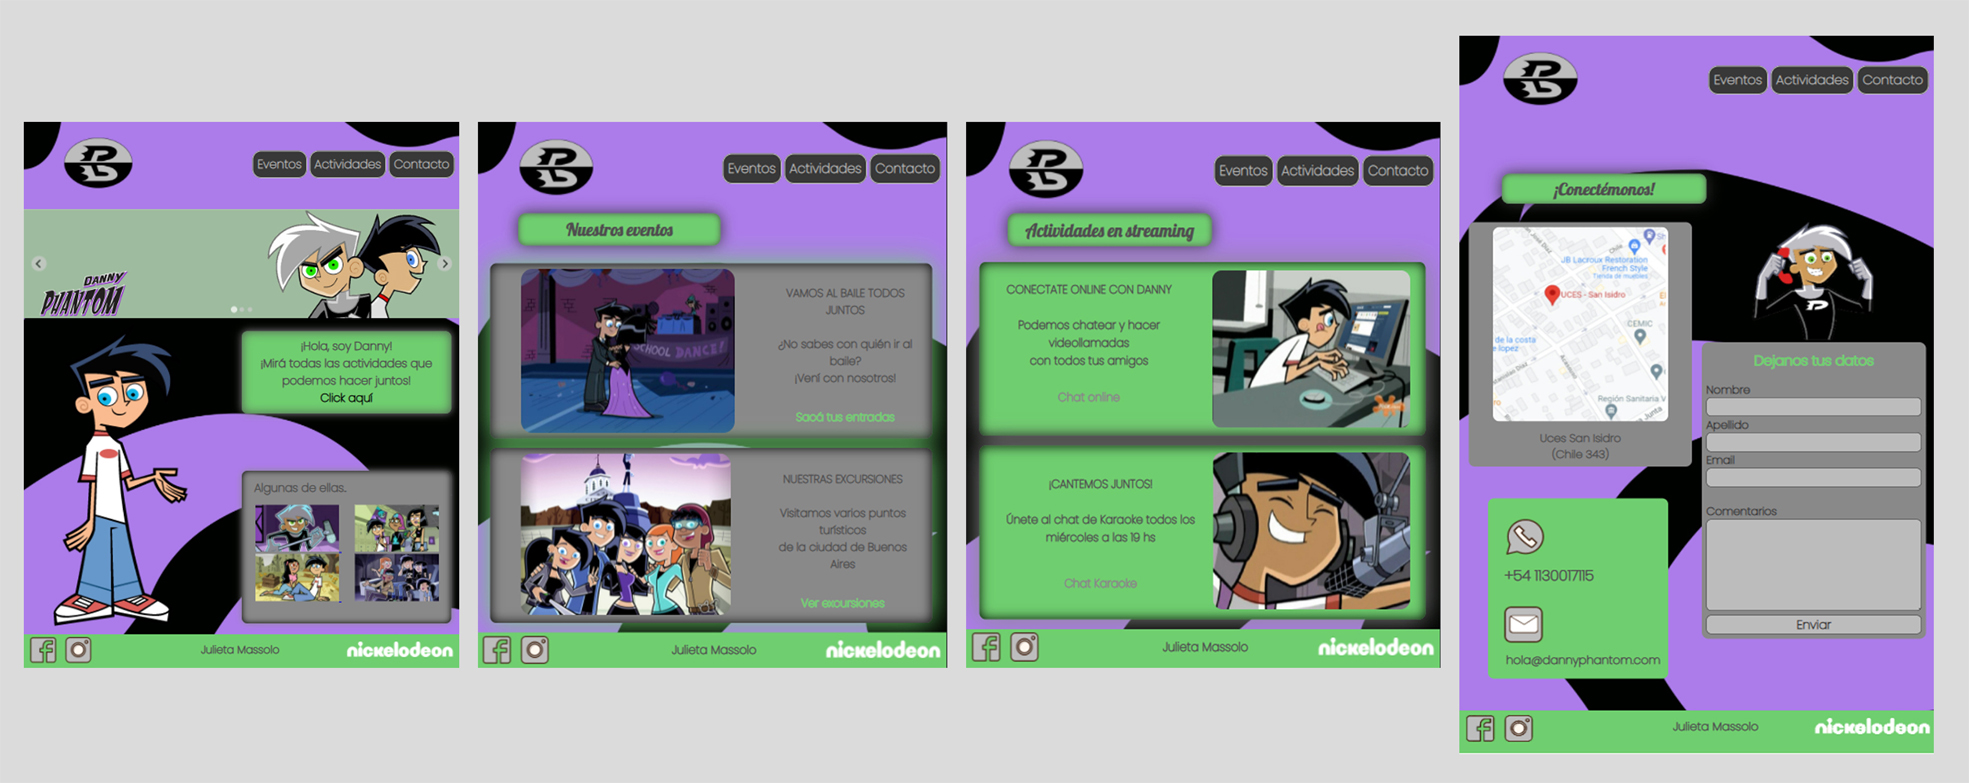 Eventos
Actividades
Contacto
DANNY
PHANTOM
¡Hola, soy Danny!
¡Mirá todas las actividades que
podemos hacer juntos!
Click aquí
Algunas de ellas.
Julieta Massolo
nickelodeon
Eventos
Actividades
Contacto
Nuestros eventos
SCHOOL DANCE!
VAMOS AL BAILE TODOS
JUNTOS
¿No sabes con quién ir al
baile?
¡Vení con nosotros!
Sacá tus entradas
NUESTRAS EXCURSIONES
Visitamos varios puntos
turísticos
de la ciudad de Buenos
Aires
Ver excursiones
Julieta Massolo
nickelodeon
Eventos
Actividades
Contacto
Actividades en streaming
CONECTATE ONLINE CON DANNY
Podemos chatear y hacer
videollamadas
con todos tus amigos
Chat online
¡CANTEMOS JUNTOS!
Únete al chat de Karaoke todos los
miércoles a las 19 hs
Chat Karaoke
Julieta Massolo
nickelodeon
Eventos
Actividades
Contacto
¡Conectémonos!
Chile
JB Lacroux Restoration
French Style
Tienda de muebles
UCES - San Isidro
CEMIC
de la costa
e lopez
Región Sanitaria V
Uces San Isidro
(Chile 343)
+54 1130017115
hola@dannyphantom.com
Dejanos tus datos
Nombre
Apellido
Email
Comentarios
Enviar
Julieta Massolo
nickelodeon